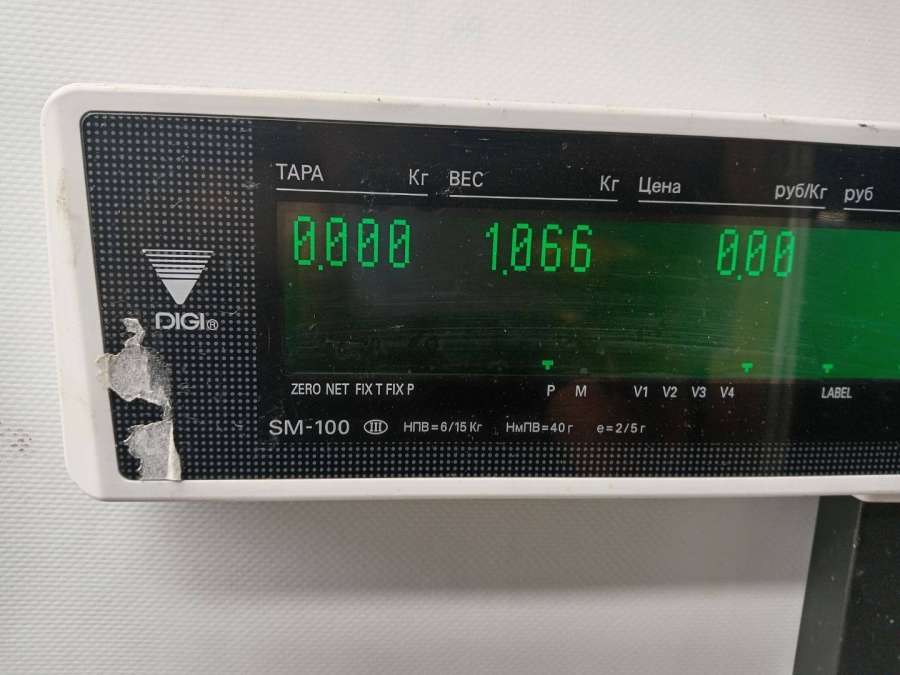 ТАРА Кг ВЕС Кг Цена руб/Кг руб
0.000 1.066 0.00
DIGI®
ZERO NET FIX T FIX P P M V1 V2 V3 V4 LABEL
SM-100 III НПВ=6/15 Кг НмПВ=40 г e=2/5 г